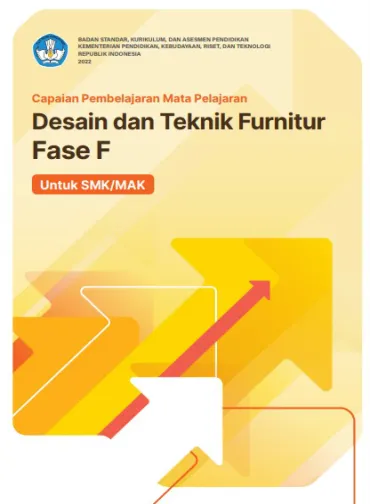 BADAN STANDAR, KURIKULUM, DAN ASESMEN PENDIDIKAN
KEMENTERIAN PENDIDIKAN, KEBUDAYAAN, RISET, DAN TEKNOLOGI
REPUBLIK INDONESIA
2022
Capaian Pembelajaran Mata Pelajaran
Desain dan Teknik Furnitur
Fase F
Untuk SMK/MAK